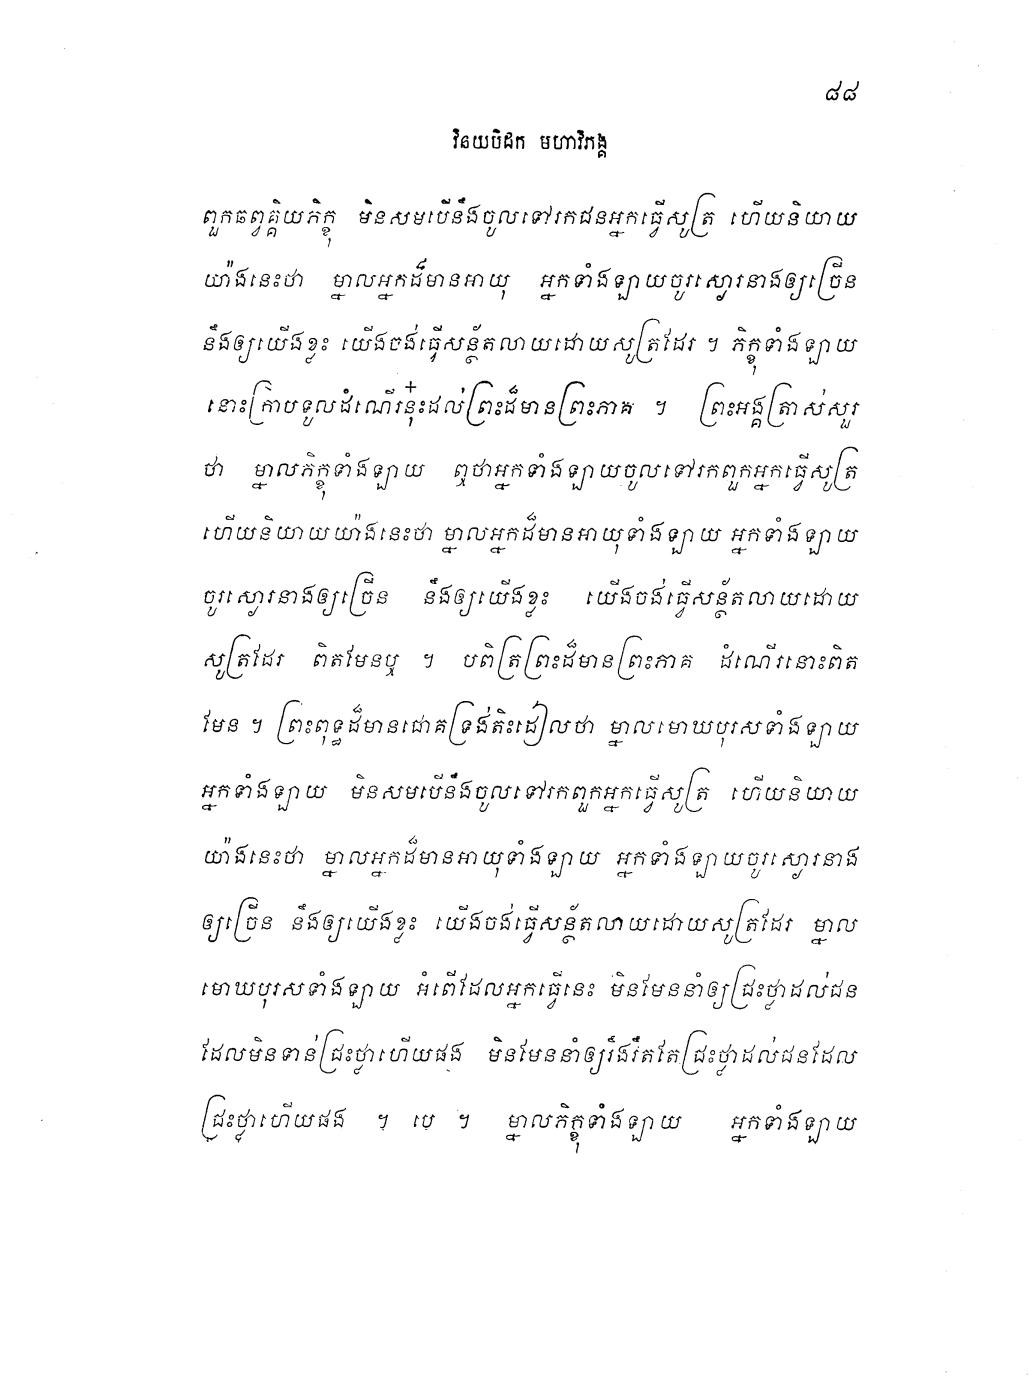 ៨៨
វិនយបិដក មហាវិភង្គ
ពួកឆព្វគ្គិយភិក្ខុ មិនសមបើនឹងចូលទៅរកជនអ្នកធ្វើសូត្រ ហើយនិយាយ
យ៉ាងនេះថា ម្នាលអ្នកដ៏មានអាយុ អ្នកទាំងឡាយចូរស្ងោរនាងឲ្យច្រើន
នឹងឲ្យយើងខ្លះ យើងចង់ធ្វើសន្ថ័តលាយដោយសូត្រដែរ ។ ភិក្ខុទាំងឡាយ
នោះក្រាបទូលដំណើរនុ៎ះដល់ព្រះដ៏មានព្រះភាគ ។ ព្រះអង្គត្រាស់សួរ
ថា ម្នាលភិក្ខុទាំងឡាយ ឮថាអ្នកទាំងឡាយចូលទៅរកពួកអ្នកធ្វើសូត្រ
ហើយនិយាយយ៉ាងនេះថា ម្នាលអ្នកដ៏មានអាយុទាំងឡាយ អ្នកទាំងឡាយ
ចូរស្ងោរនាងឲ្យច្រើន នឹងឲ្យយើងខ្លះ យើងចង់ធ្វើសន្ថ័តលាយដោយ
សូត្រដែរ ពិតមែនឬ ។ បពិត្រព្រះដ៏មានព្រះភាគ ដំណើរនោះពិត
មែន ។ ព្រះពុទ្ធដ៏មានជោគទ្រង់តិះដៀលថា ម្នាលមោឃបុរសទាំងឡាយ
អ្នកទាំងឡាយ មិនសមបើនឹងចូលទៅរកពួកអ្នកធ្វើសូត្រ ហើយនិយាយ
យ៉ាងនេះថា ម្នាលអ្នកដ៏មានអាយុទាំងឡាយ អ្នកទាំងឡាយចូរស្ងោរនាង
ឲ្យច្រើន នឹងឲ្យយើងខ្លះ យើងចង់ធ្វើសន្ថ័តលាយដោយសូត្រដែរ ម្នាល
មោឃបុរសទាំងឡាយ អំពើដែលអ្នកធ្វើនេះ មិនមែននាំឲ្យជ្រះថ្លាដល់ជន
ដែលមិនទាន់ជ្រះថ្លាហើយផង មិនមែននាំឲ្យរឹងរឹតតែជ្រះថ្លាដល់ជនដែល
ជ្រះថ្លាហើយផង ។ បេ ។ ម្នាលភិក្ខុទាំងឡាយ អ្នកទាំងឡាយ